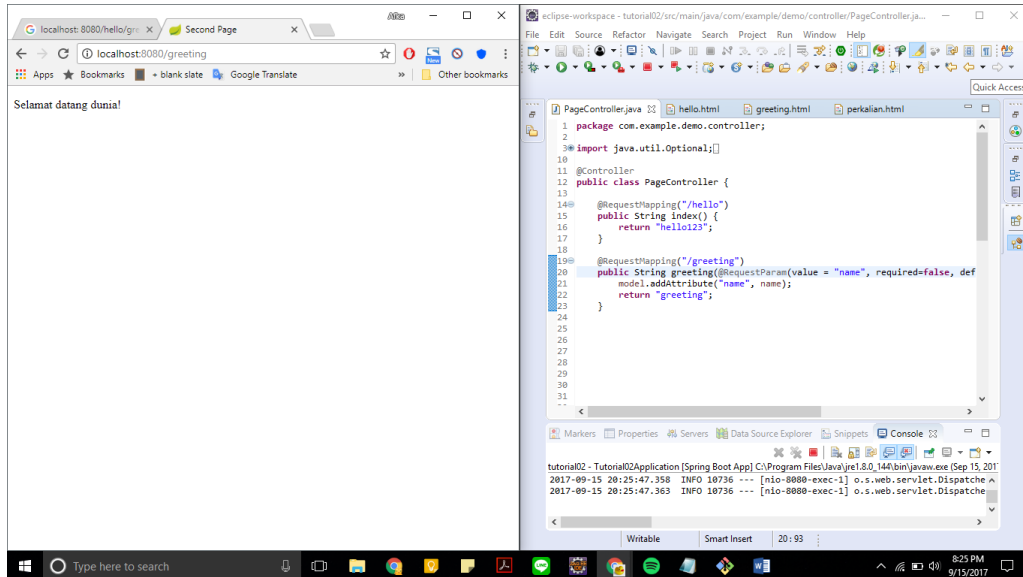 localhost:8080/hello/gre
Second Page
Afka
localhost:8080/greeting
New
Apps
Bookmarks
+ blank slate
Google Translate
»
Other bookmarks
Selamat datang dunia!
eclipse-workspace - tutorial02/src/main/java/com/example/demo/controller/PageController.ja...
File Edit Source Refactor Navigate Search Project Run Window Help
Quick Access
PageController.java
hello.html
greeting.html
perkalian.html
1 package com.example.demo.controller;
2
3 import java.util.Optional;
10
11 @Controller
12 public class PageController {
13
14 @RequestMapping("/hello")
15 public String index() {
16 return "hello123";
17 }
18
19 @RequestMapping("/greeting")
20 public String greeting(@RequestParam(value = "name", required=false, def
21 model.addAttribute("name", name);
22 return "greeting";
23 }
24
25
26
27
28
29
30
31
Markers Properties Servers Data Source Explorer Snippets Console
tutorial02 - Tutorial02Application [Spring Boot App] C:\Program Files\Java\jre1.8.0_144\bin\javaw.exe (Sep 15, 201
2017-09-15 20:25:47.358 INFO 10736 --- [nio-8080-exec-1] o.s.web.servlet.Dispatche
2017-09-15 20:25:47.363 INFO 10736 --- [nio-8080-exec-1] o.s.web.servlet.Dispatche
Writable
Smart Insert
20 : 93
Type here to search
8:25 PM
9/15/2017